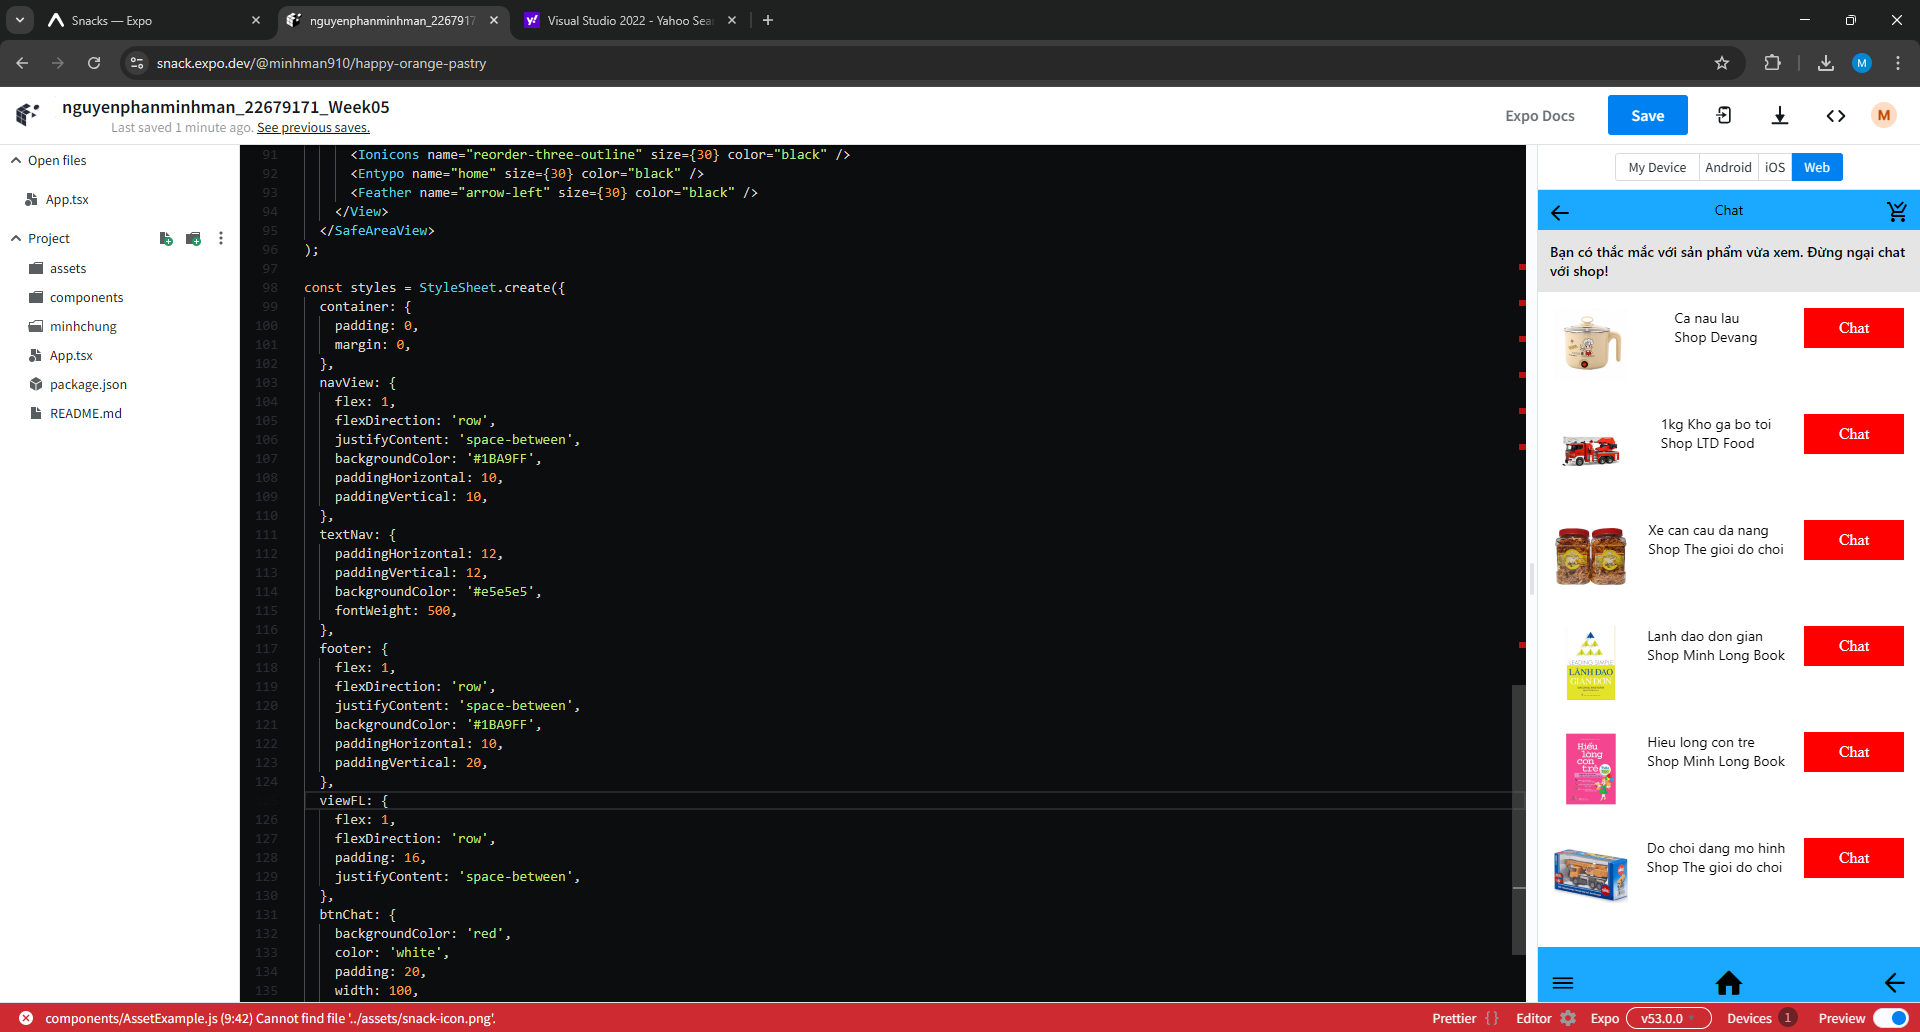 Snacks — Expo
nguyenphanminhman_2267917
Visual Studio 2022 - Yahoo Sea
snack.expo.dev/@minhman910/happy-orange-pastry
M
nguyenphanminhman_22679171_Week05
Last saved 1 minute ago. See previous saves.
Expo Docs
Save
M
Open files
App.tsx
Project
assets
components
minhchung
App.tsx
package.json
README.md
91 <Ionicons name="reorder-three-outline" size={30} color="black" />
92 <Entypo name="home" size={30} color="black" />
93 <Feather name="arrow-left" size={30} color="black" />
94 </View>
95 </SafeAreaView>
96 );
97
98 const styles = StyleSheet.create({
99 container: {
100 padding: 0,
101 margin: 0,
102 },
103 navView: {
104 flex: 1,
105 flexDirection: 'row',
106 justifyContent: 'space-between',
107 backgroundColor: '#1BA9FF',
108 paddingHorizontal: 10,
109 paddingVertical: 10,
110 },
111 textNav: {
112 paddingHorizontal: 12,
113 paddingVertical: 12,
114 backgroundColor: '#e5e5e5',
115 fontWeight: 500,
116 },
117 footer: {
118 flex: 1,
119 flexDirection: 'row',
120 justifyContent: 'space-between',
121 backgroundColor: '#1BA9FF',
122 paddingHorizontal: 10,
123 paddingVertical: 20,
124 },
viewFL: {
126 flex: 1,
127 flexDirection: 'row',
128 padding: 16,
129 justifyContent: 'space-between',
130 },
131 btnChat: {
132 backgroundColor: 'red',
133 color: 'white',
134 padding: 20,
135 width: 100,
My Device
Android
iOS
Web
Chat
Bạn có thắc mắc với sản phẩm vừa xem. Đừng ngại chat
với shop!
Ca nau lau
Shop Devang
Chat
1kg Kho ga bo toi
Shop LTD Food
Chat
Xe can cau da nang
Shop The gioi do choi
Chat
LEADING SIMPLE
LÃNH ĐẠO
GIẢN ĐƠN
Lanh dao don gian
Shop Minh Long Book
Chat
Hiểu
lòng
con
trẻ
Hieu long con tre
Shop Minh Long Book
Chat
Do choi dang mo hinh
Shop The gioi do choi
Chat
components/AssetExample.js (9:42) Cannot find file '../assets/snack-icon.png'.
Prettier { }
Editor
Expo
v53.0.0
Devices 1
Preview